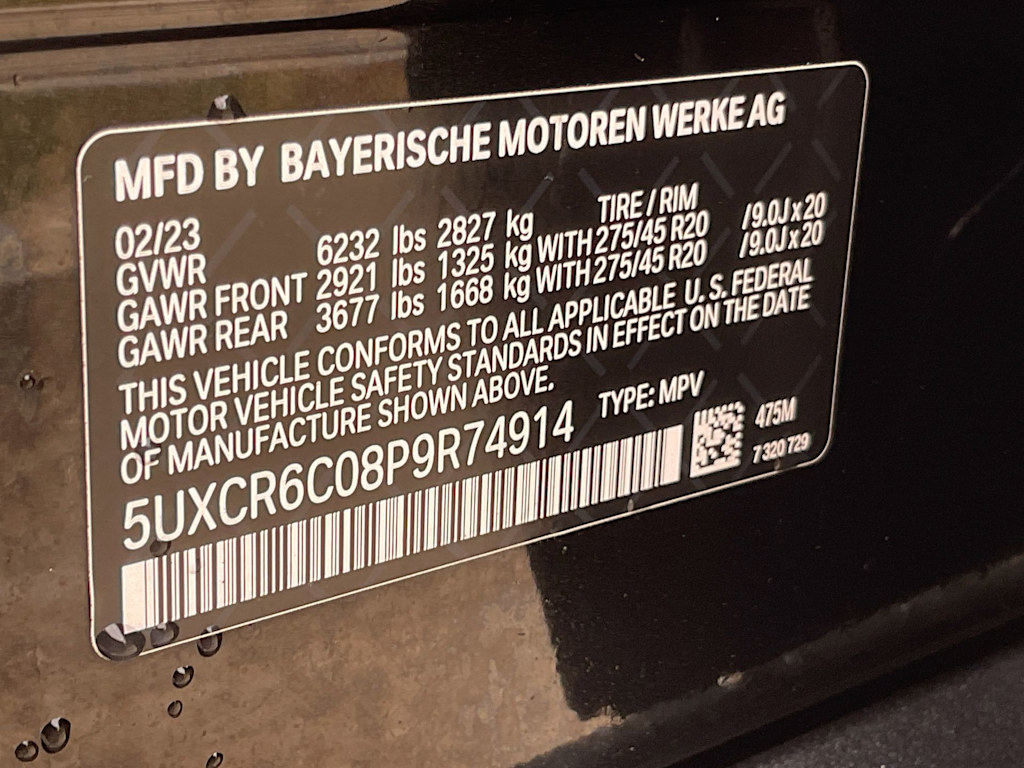 MFD BY BAYERISCHE MOTOREN WERKE AG
02/23 TIRE / RIM
GVWR 6232 lbs 2827 kg
GAWR FRONT 2921 lbs 1325 kg WITH 275/45 R20 /9.0J x 20
GAWR REAR 3677 lbs 1668 kg WITH 275/45 R20 /9.0J x 20
THIS VEHICLE CONFORMS TO ALL APPLICABLE U. S. FEDERAL
MOTOR VEHICLE SAFETY STANDARDS IN EFFECT ON THE DATE
OF MANUFACTURE SHOWN ABOVE.
5UXCR6C08P9R74914 TYPE: MPV
475M
7 320 729